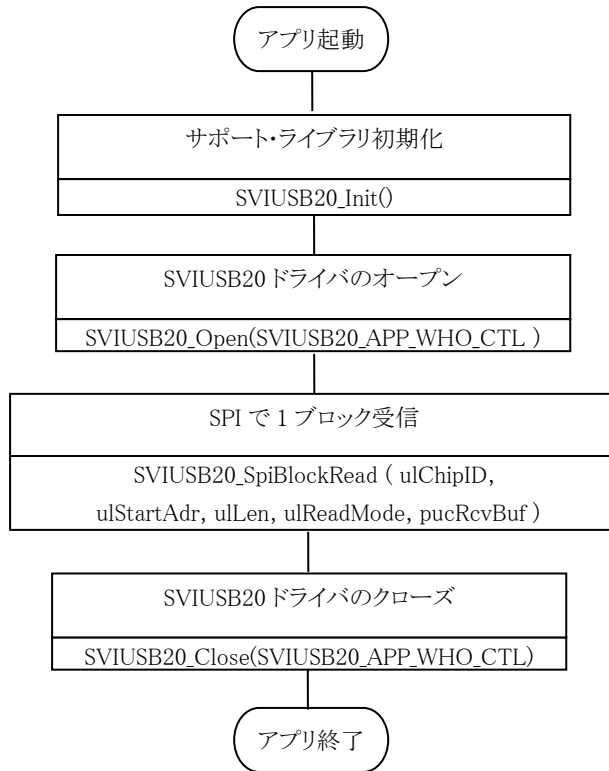 アプリ起動
サポート・ライブラリ初期化
SVIUSB20_Init()
SVIUSB20 ドライバのオープン
SVIUSB20_Open(SVIUSB20_APP_WHO_CTL )
SPI で 1 ブロック受信
SVIUSB20_SpiBlockRead ( ulChipID,
ulStartAdr, ulLen, ulReadMode, pucRcvBuf )
SVIUSB20 ドライバのクローズ
SVIUSB20_Close(SVIUSB20_APP_WHO_CTL)
アプリ終了